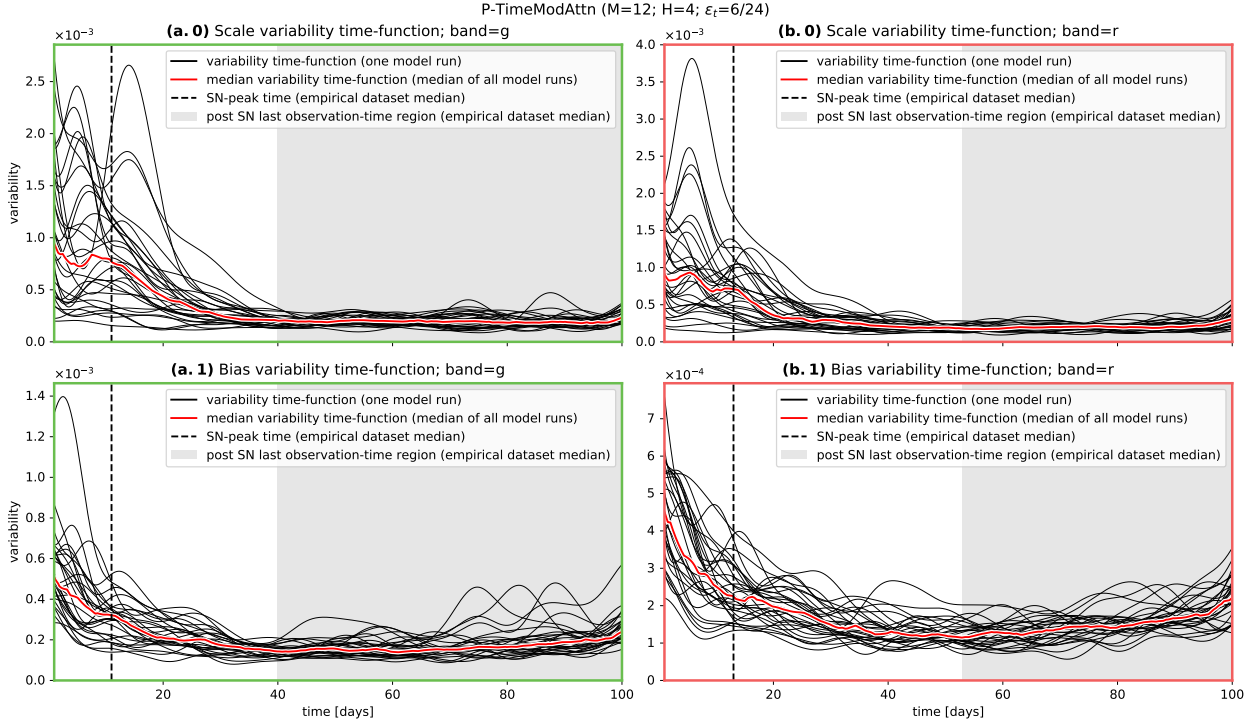 P-TimeModAttn (M=12; H=4; εₜ=6/24)
(a.0) Scale variability time-function; band=g
×10⁻³
variability time-function (one model run)
median variability time-function (median of all model runs)
SN-peak time (empirical dataset median)
post SN last observation-time region (empirical dataset median)
2.5
2.0
1.5
1.0
0.5
0.0
variability
20
40
60
80
100
(b.0) Scale variability time-function; band=r
×10⁻³
variability time-function (one model run)
median variability time-function (median of all model runs)
SN-peak time (empirical dataset median)
post SN last observation-time region (empirical dataset median)
4.0
3.5
3.0
2.5
2.0
1.5
1.0
0.5
0.0
20
40
60
80
100
(a.1) Bias variability time-function; band=g
×10⁻³
variability time-function (one model run)
median variability time-function (median of all model runs)
SN-peak time (empirical dataset median)
post SN last observation-time region (empirical dataset median)
1.4
1.2
1.0
0.8
0.6
0.4
0.2
0.0
variability
20
40
60
80
100
time [days]
(b.1) Bias variability time-function; band=r
×10⁻⁴
variability time-function (one model run)
median variability time-function (median of all model runs)
SN-peak time (empirical dataset median)
post SN last observation-time region (empirical dataset median)
7
6
5
4
3
2
1
0
20
40
60
80
100
time [days]